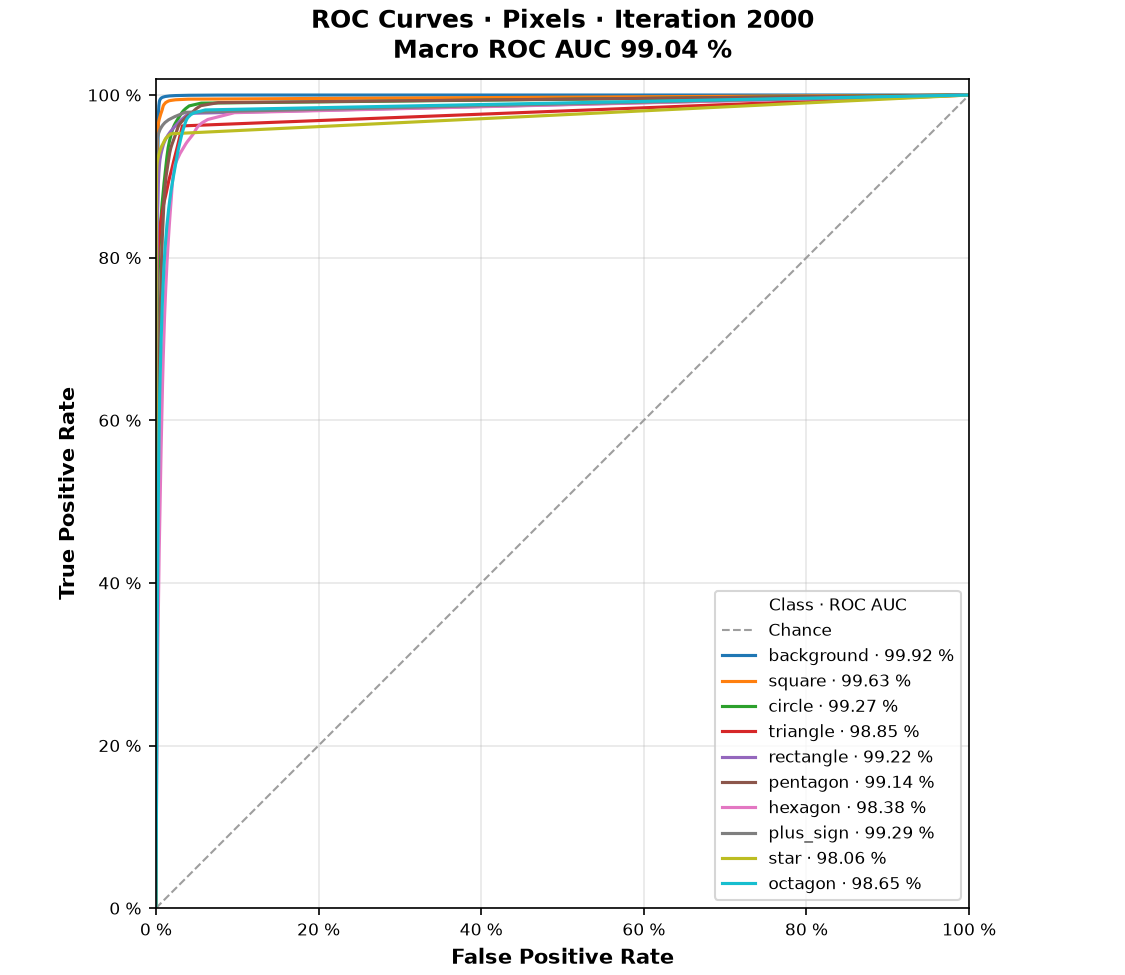 ROC Curves · Pixels · Iteration 2000
Macro ROC AUC 99.04 %
True Positive Rate
100 %
80 %
60 %
40 %
20 %
0 %
0 %
20 %
40 %
60 %
80 %
100 %
False Positive Rate
Class · ROC AUC
Chance
background · 99.92 %
square · 99.63 %
circle · 99.27 %
triangle · 98.85 %
rectangle · 99.22 %
pentagon · 99.14 %
hexagon · 98.38 %
plus_sign · 99.29 %
star · 98.06 %
octagon · 98.65 %